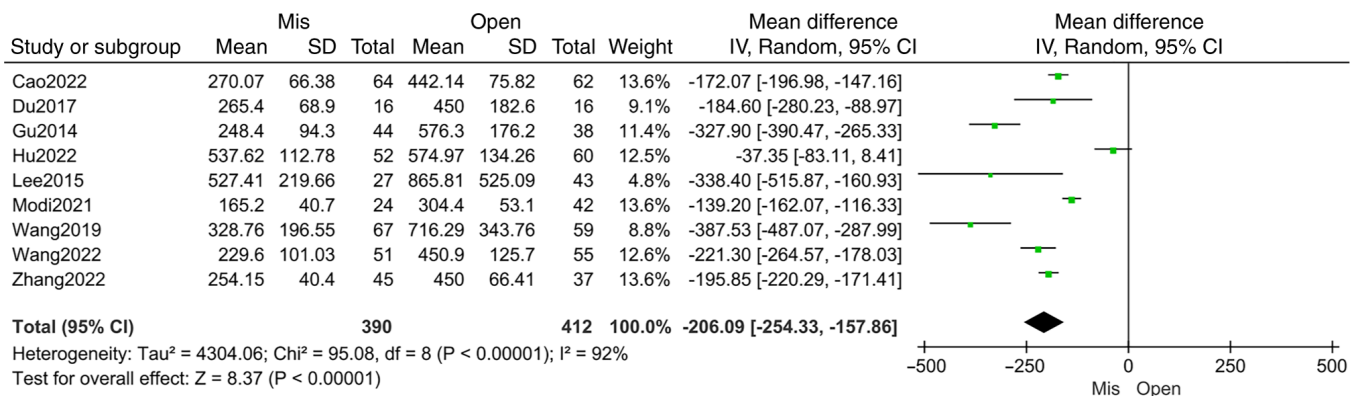 Mis Open Mean difference Mean difference
Study or subgroup Mean SD Total Mean SD Total Weight IV, Random, 95% CI IV, Random, 95% CI
Cao2022 270.07 66.38 64 442.14 75.82 62 13.6% -172.07 [-196.98, -147.16]
Du2017 265.4 68.9 16 450 182.6 16 9.1% -184.60 [-280.23, -88.97]
Gu2014 248.4 94.3 44 576.3 176.2 38 11.4% -327.90 [-390.47, -265.33]
Hu2022 537.62 112.78 52 574.97 134.26 60 12.5% -37.35 [-83.11, 8.41]
Lee2015 527.41 219.66 27 865.81 525.09 43 4.8% -338.40 [-515.87, -160.93]
Modi2021 165.2 40.7 24 304.4 53.1 42 13.6% -139.20 [-162.07, -116.33]
Wang2019 328.76 196.55 67 716.29 343.76 59 8.8% -387.53 [-487.07, -287.99]
Wang2022 229.6 101.03 51 450.9 125.7 55 12.6% -221.30 [-264.57, -178.03]
Zhang2022 254.15 40.4 45 450 66.41 37 13.6% -195.85 [-220.29, -171.41]
Total (95% CI) 390 412 100.0% -206.09 [-254.33, -157.86]
Heterogeneity: Tau² = 4304.06; Chi² = 95.08, df = 8 (P < 0.00001); I² = 92%
Test for overall effect: Z = 8.37 (P < 0.00001)
−500 −250 0 250 500
Mis Open